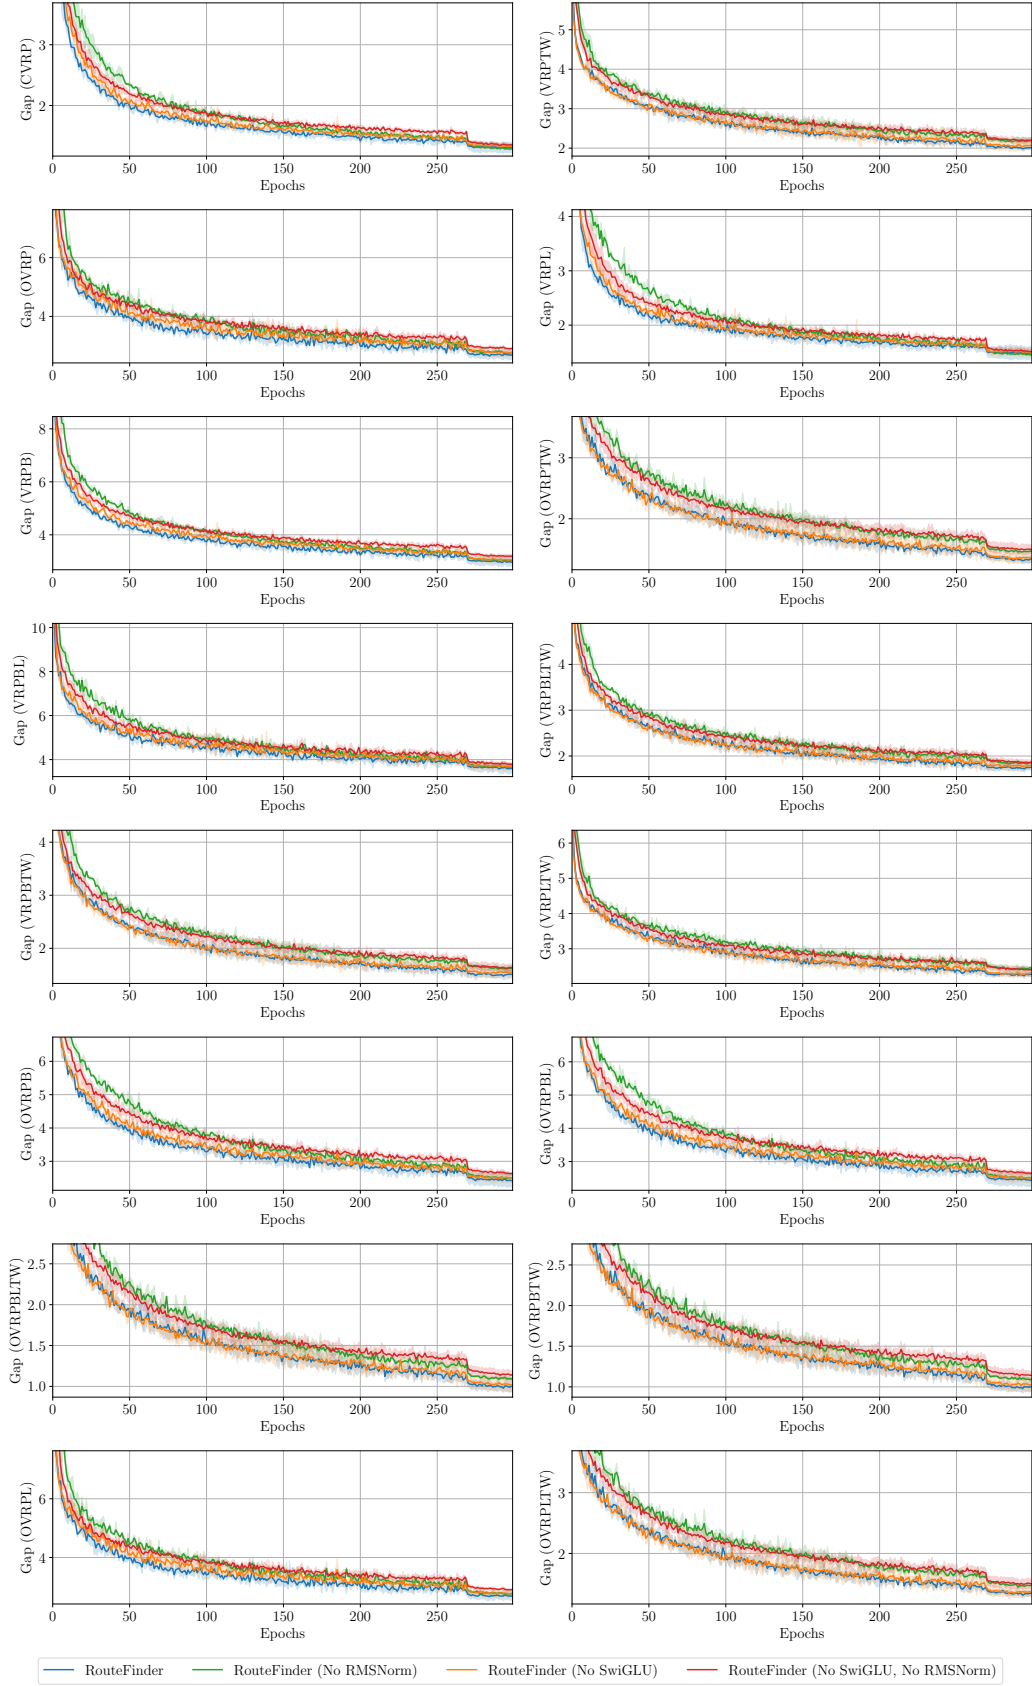 3
2
Gap (CVRP)
0 50 100 150 200 250
Epochs
5
4
3
2
Gap (VRPTW)
0 50 100 150 200 250
Epochs
6
4
Gap (OVRP)
0 50 100 150 200 250
Epochs
4
3
2
Gap (VRPL)
0 50 100 150 200 250
Epochs
8
6
4
Gap (VRPB)
0 50 100 150 200 250
Epochs
3
2
Gap (OVRPTW)
0 50 100 150 200 250
Epochs
10
8
6
4
Gap (VRPBL)
0 50 100 150 200 250
Epochs
4
3
2
Gap (VRPBLTW)
0 50 100 150 200 250
Epochs
4
3
2
Gap (VRPBTW)
0 50 100 150 200 250
Epochs
6
5
4
3
Gap (VRPLTW)
0 50 100 150 200 250
Epochs
6
5
4
3
Gap (OVRPB)
0 50 100 150 200 250
Epochs
6
5
4
3
Gap (OVRPBL)
0 50 100 150 200 250
Epochs
2.5
2.0
1.5
1.0
Gap (OVRPBLTW)
0 50 100 150 200 250
Epochs
2.5
2.0
1.5
1.0
Gap (OVRPBTW)
0 50 100 150 200 250
Epochs
6
4
Gap (OVRPL)
0 50 100 150 200 250
Epochs
3
2
Gap (OVRPLTW)
0 50 100 150 200 250
Epochs
RouteFinder RouteFinder (No RMSNorm) RouteFinder (No SwiGLU) RouteFinder (No SwiGLU, No RMSNorm)